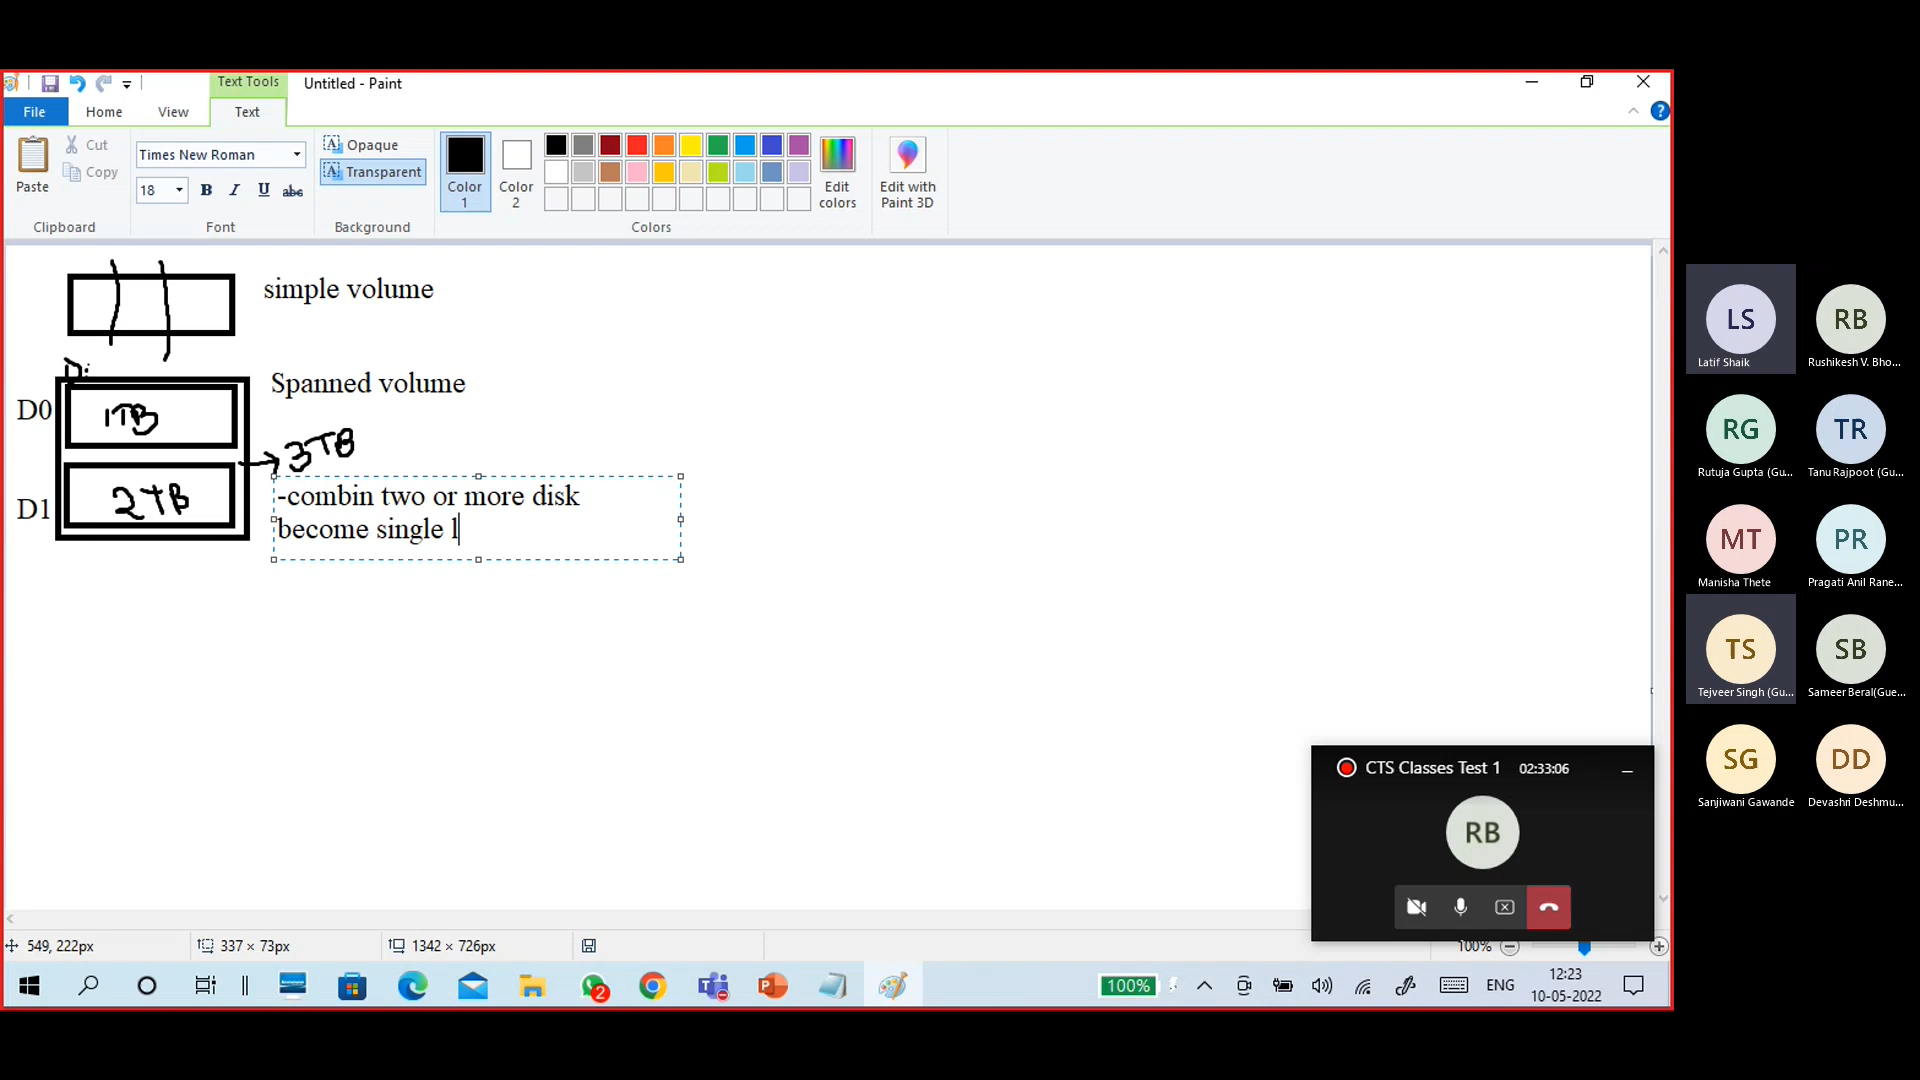 Text Tools
Untitled - Paint
File
Home
View
Text
Paste
Cut
Copy
Clipboard
Times New Roman
18
B I U abc
Font
Opaque
Transparent
Background
Color
1
Color
2
Edit
colors
Colors
Edit with
Paint 3D
simple volume
D:
Spanned volume
D0
1TB
3TB
D1
2TB
-combin two or more disk
become single l
LS
Latif Shaik
RB
Rushikesh V. Bho...
RG
Rutuja Gupta (Gu...
TR
Tanu Rajpoot (Gu...
MT
Manisha Thete
PR
Pragati Anil Rane...
TS
Tejveer Singh (Gu...
SB
Sameer Beral(Gue...
SG
Sanjiwani Gawande
DD
Devashri Deshmu...
CTS Classes Test 1
02:33:06
RB
549, 222px
337 × 73px
1342 × 726px
100%
2
100%
ENG
12:23
10-05-2022